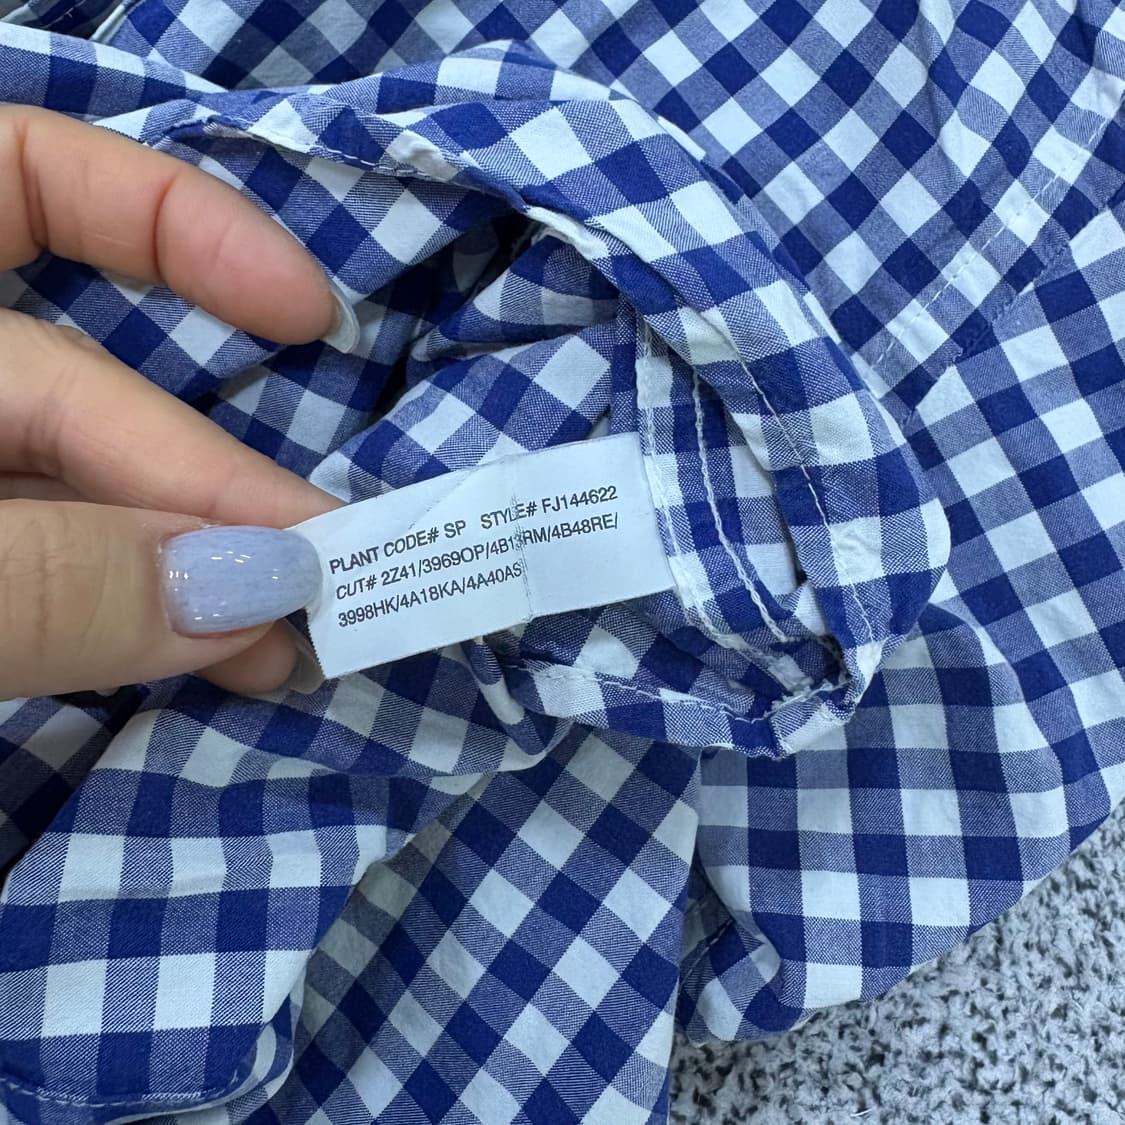 PLANT CODE# SP STYLE# FJ144622
CUT# 2Z41/3969OP/4B13RM/4B48RE/
3998HK/4A18KA/4A40AS